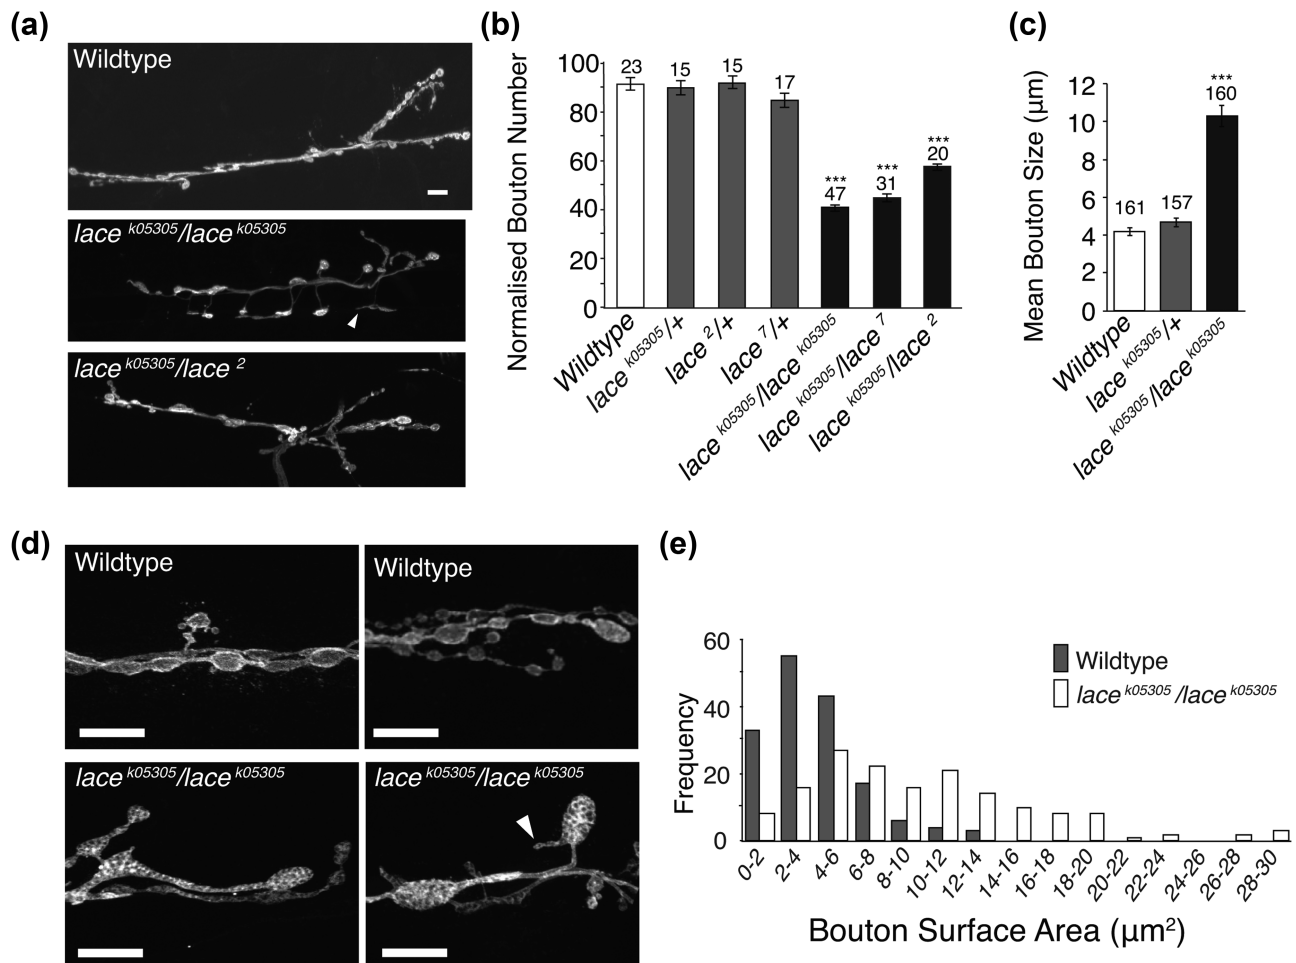 (a)
Wildtype
lace k05305/lace k05305
lace k05305/lace 2
(b)
Normalised Bouton Number
100
80
60
40
20
0
23
15
15
17
***
47
***
31
***
20
Wildtype
lace k05305/+
lace 2/+
lace 7/+
lace k05305/lace k05305
lace k05305/lace 7
lace k05305/lace 2
(c)
Mean Bouton Size (µm)
12
10
8
6
4
2
0
161
157
***
160
Wildtype
lace k05305/+
lace k05305/lace k05305
(d)
Wildtype
Wildtype
lace k05305/lace k05305
lace k05305/lace k05305
(e)
Frequency
60
40
20
0
Wildtype
lace k05305/lace k05305
0-2
2-4
4-6
6-8
8-10
10-12
12-14
14-16
16-18
18-20
20-22
22-24
24-26
26-28
28-30
Bouton Surface Area (µm²)